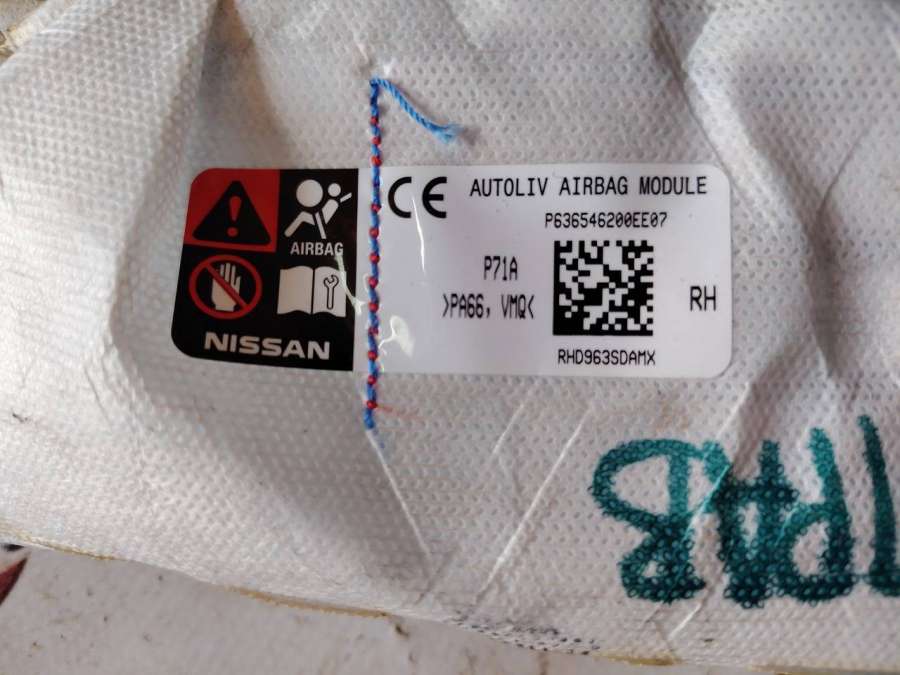 AIRBAG
NISSAN
CE
AUTOLIV AIRBAG MODULE
P636546200EE07
P71A
>PA66, VMQ<
RH
RHD963SDAMX